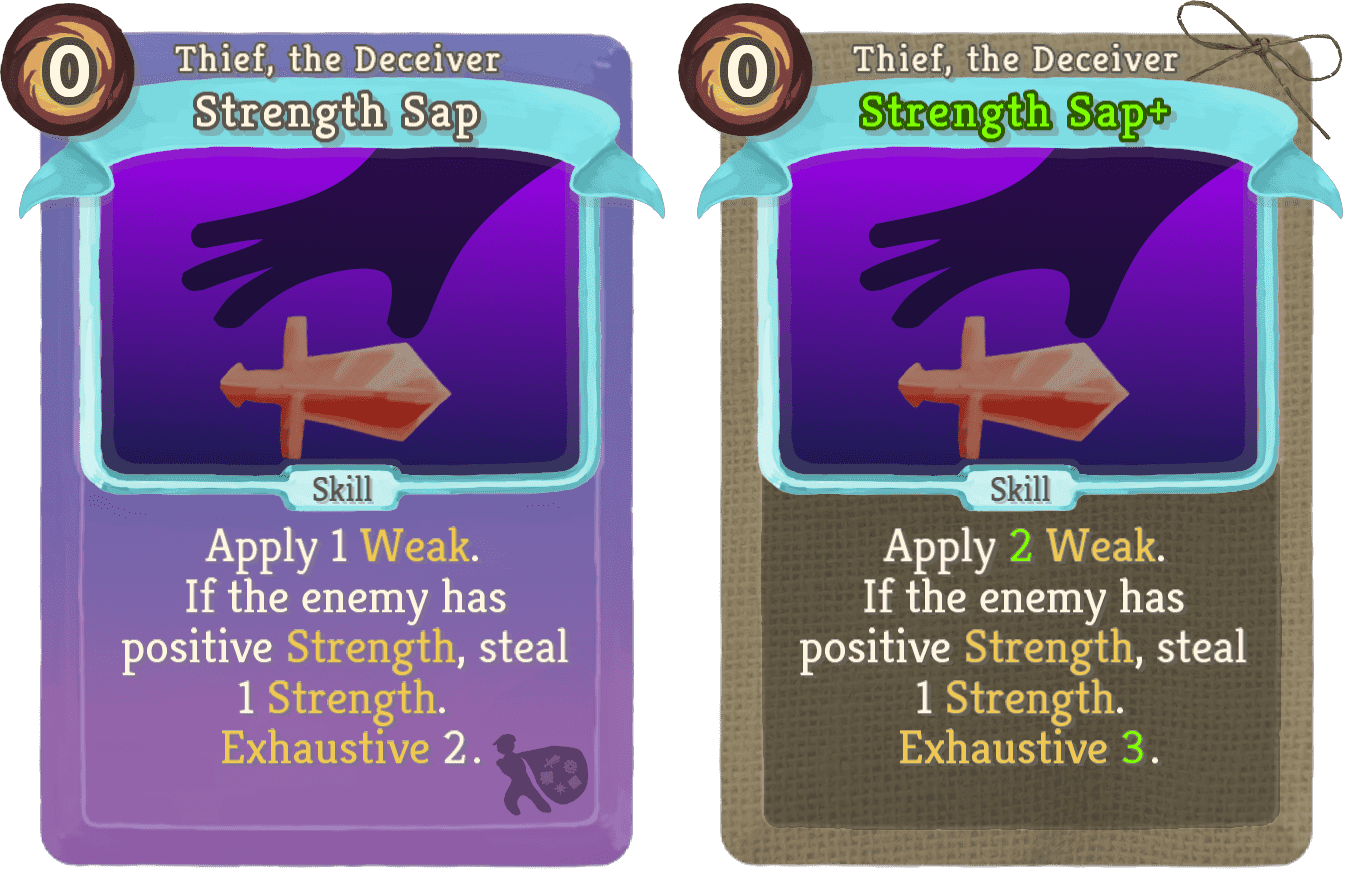 0
Thief, the Deceiver
Strength Sap
Skill
Apply 1 Weak.
If the enemy has
positive Strength, steal
1 Strength.
Exhaustive 2.
0
Thief, the Deceiver
Strength Sap+
Skill
Apply 2 Weak.
If the enemy has
positive Strength, steal
1 Strength.
Exhaustive 3.